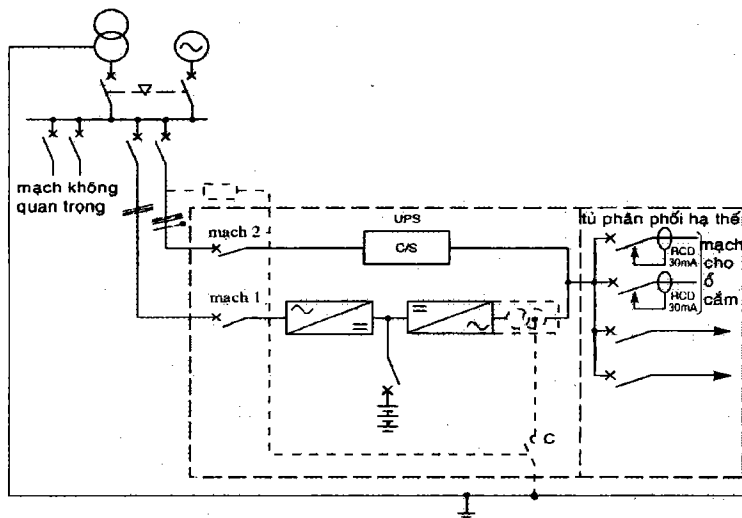 mạch không
quan trọng
UPS
mạch 2
C/S
mạch 1
C
tủ phân phối hạ thế
RCD
30mA
RCD
30mA
mạch
cho
ổ
cắm